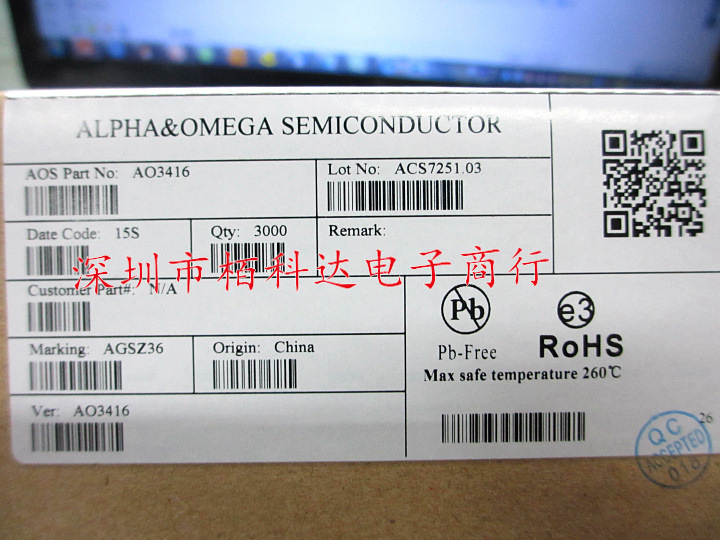 ALPHA&OMEGA SEMICONDUCTOR
AOS Part No: AO3416
Lot No: ACS7251.03
Date Code: 15S
Qty: 3000
Remark:
深圳市栢科达电子商行
Customer Part#: N/A
Pb
e3
Pb-Free
RoHS
Max safe temperature 260℃
Marking: AGSZ36
Origin: China
Ver: AO3416
26
QC
ACCEPTED
018